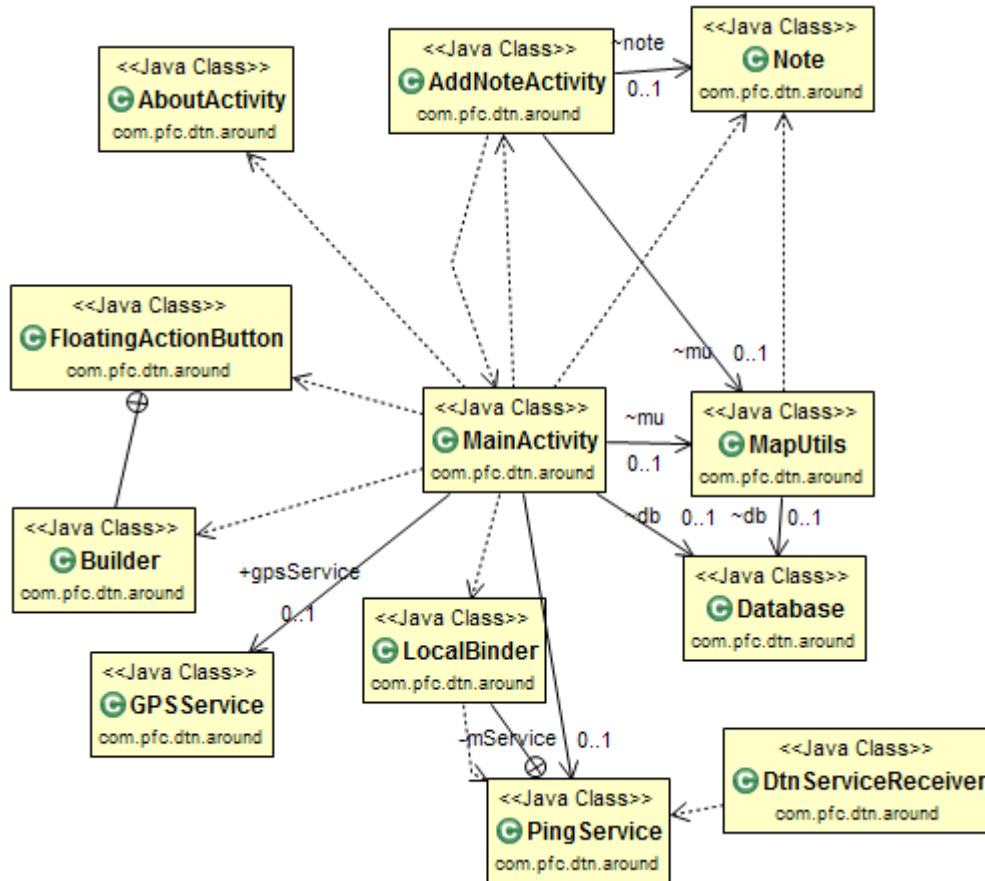 <<Java Class>>
AddNoteActivity
com.pfc.dtn.around
~note
0..1
<<Java Class>>
Note
com.pfc.dtn.around
<<Java Class>>
AboutActivity
com.pfc.dtn.around
<<Java Class>>
FloatingActionButton
com.pfc.dtn.around
~mu
0..1
<<Java Class>>
MainActivity
com.pfc.dtn.around
~mu
0..1
<<Java Class>>
MapUtils
com.pfc.dtn.around
~db
0..1
~db
0..1
<<Java Class>>
Builder
com.pfc.dtn.around
+gpsService
0..1
<<Java Class>>
Database
com.pfc.dtn.around
<<Java Class>>
LocalBinder
com.pfc.dtn.around
<<Java Class>>
GPSService
com.pfc.dtn.around
-mService
0..1
<<Java Class>>
DtnServiceReceiver
com.pfc.dtn.around
<<Java Class>>
PingService
com.pfc.dtn.around